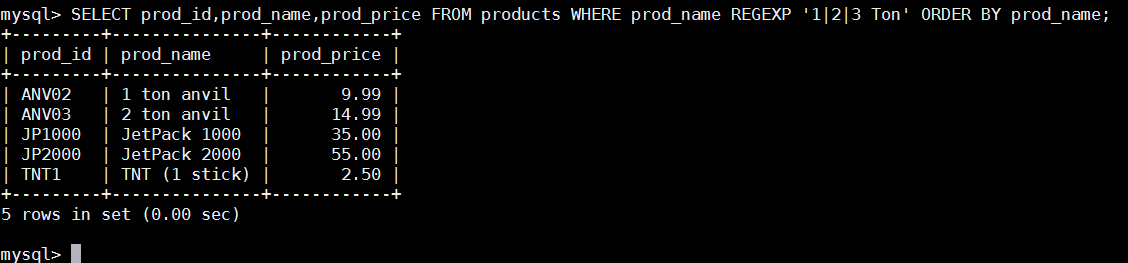 mysql> SELECT prod_id,prod_name,prod_price FROM products WHERE prod_name REGEXP '1|2|3 Ton' ORDER BY prod_name;
+---------+---------------+------------+
| prod_id | prod_name     | prod_price |
+---------+---------------+------------+
| ANV02   | 1 ton anvil   |       9.99 |
| ANV03   | 2 ton anvil   |      14.99 |
| JP1000  | JetPack 1000  |      35.00 |
| JP2000  | JetPack 2000  |      55.00 |
| TNT1    | TNT (1 stick) |       2.50 |
+---------+---------------+------------+
5 rows in set (0.00 sec)
mysql>